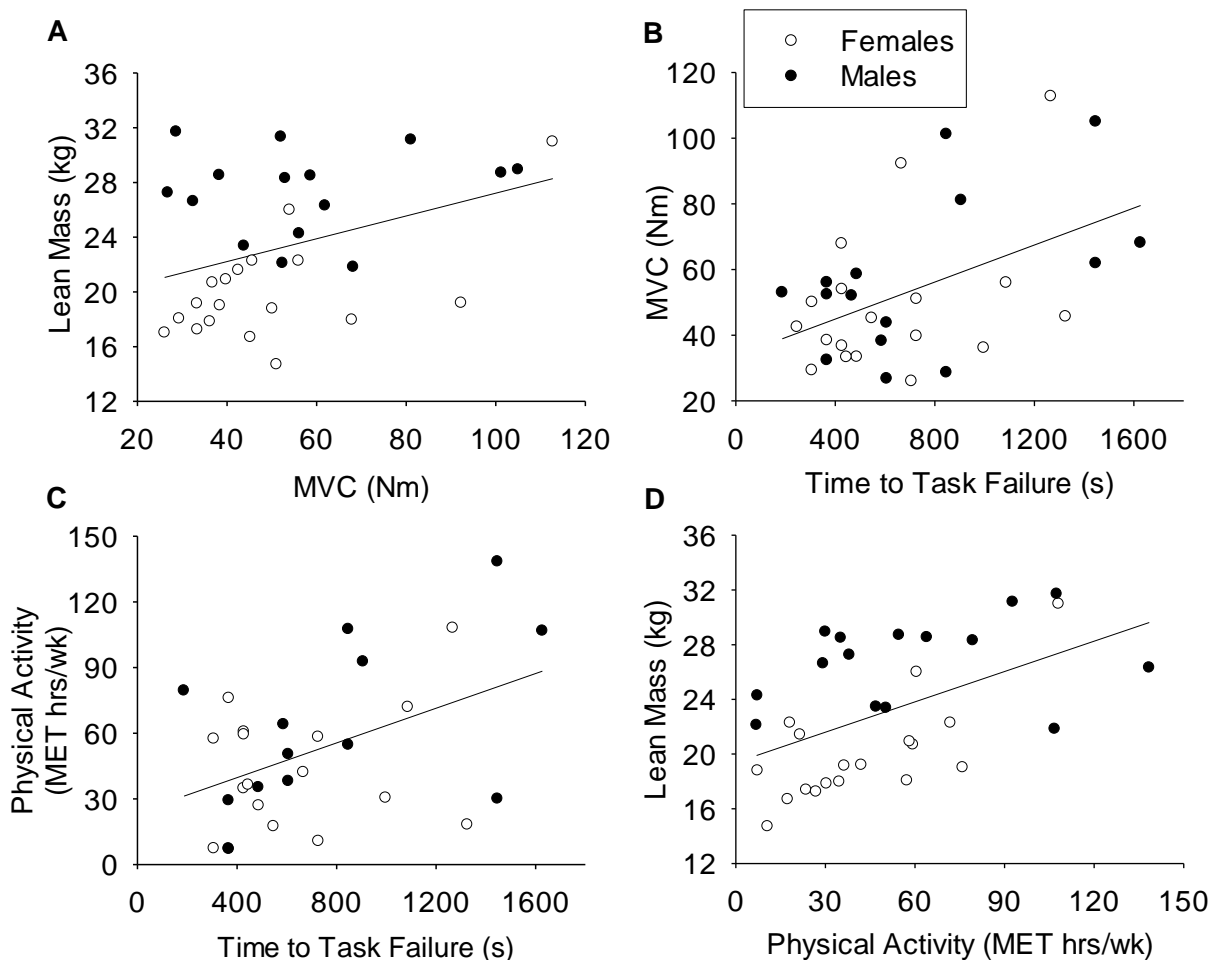 A
36
32
28
24
20
16
12
Lean Mass (kg)
20 40 60 80 100 120
MVC (Nm)
B
Females
Males
120
100
80
60
40
20
MVC (Nm)
0 400 800 1200 1600
Time to Task Failure (s)
C
150
120
90
60
30
0
Physical Activity
(MET hrs/wk)
0 400 800 1200 1600
Time to Task Failure (s)
D
36
32
28
24
20
16
12
Lean Mass (kg)
0 30 60 90 120 150
Physical Activity (MET hrs/wk)